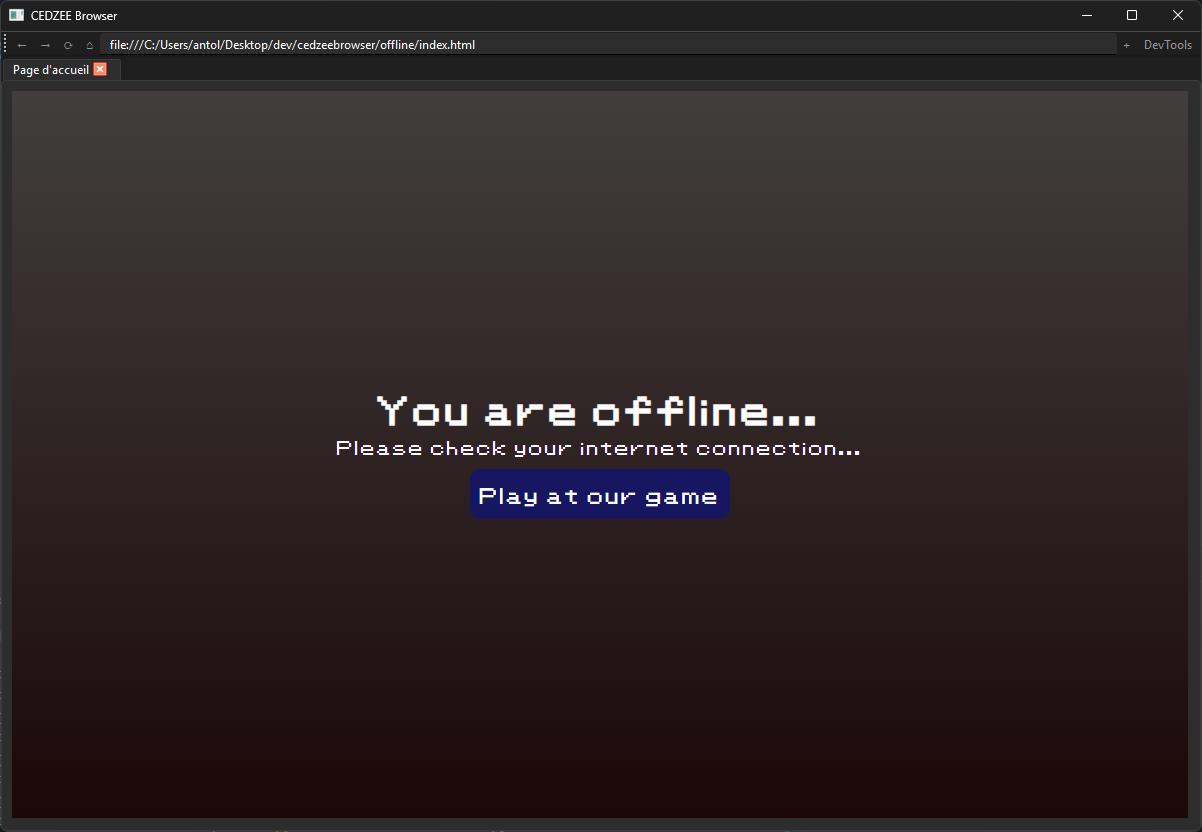 CEDZEE Browser
file:///C:/Users/antol/Desktop/dev/cedzeebrowser/offline/index.html
DevTools
Page d'accueil
You are offline...
Please check your internet connection...
Play at our game